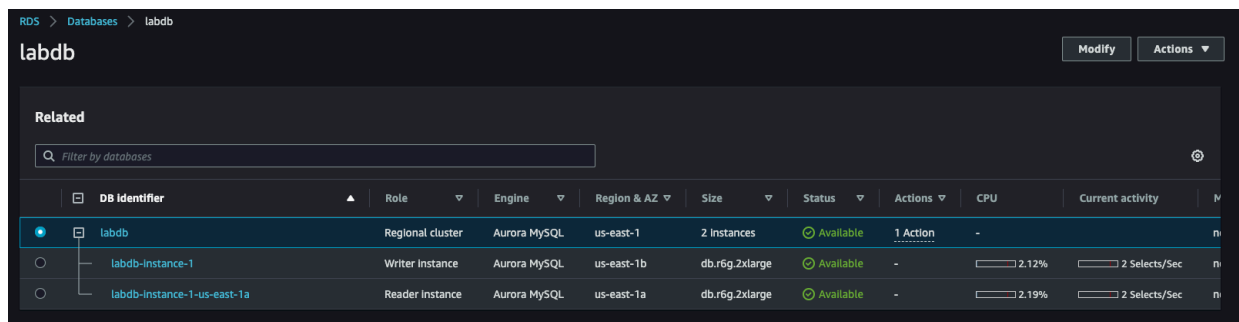 RDS > Databases > labdb
labdb
Modify
Actions
Related
Filter by databases
DB identifier Role Engine Region & AZ Size Status Actions CPU Current activity
labdb Regional cluster Aurora MySQL us-east-1 2 instances Available 1 Action -
labdb-instance-1 Writer instance Aurora MySQL us-east-1b db.r6g.2xlarge Available - 2.12% 2 Selects/Sec
labdb-instance-1-us-east-1a Reader instance Aurora MySQL us-east-1a db.r6g.2xlarge Available - 2.19% 2 Selects/Sec